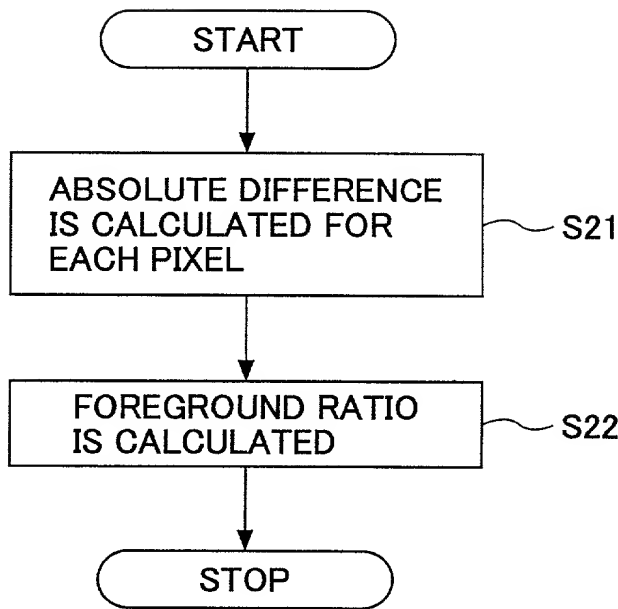 START
ABSOLUTE DIFFERENCE
IS CALCULATED FOR
EACH PIXEL
S21
FOREGROUND RATIO
IS CALCULATED
S22
STOP